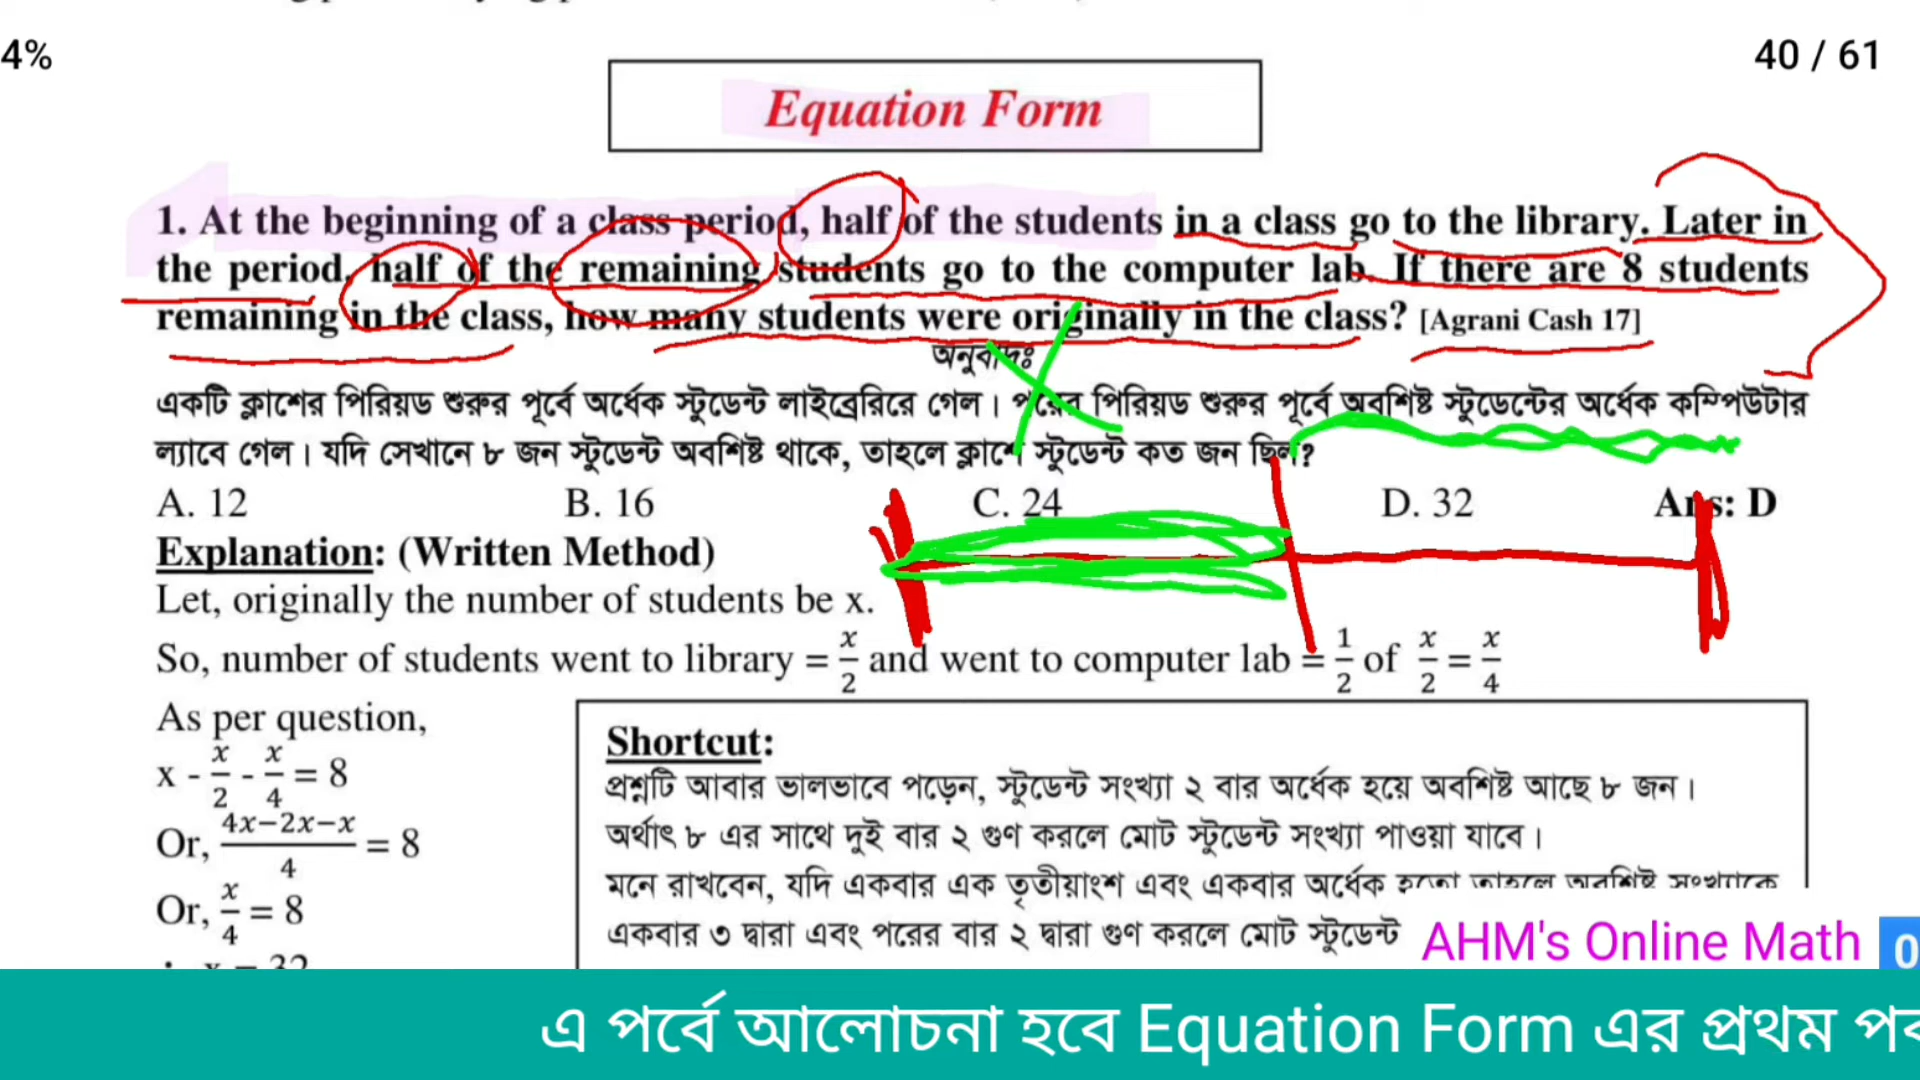 4%
40 / 61
Equation Form
1. At the beginning of a class period, half of the students in a class go to the library. Later in
the period, half of the remaining students go to the computer lab. If there are 8 students
remaining in the class, how many students were originally in the class? [Agrani Cash 17]
অনুবাদঃ
একটি ক্লাশের পিরিয়ড শুরুর পূর্বে অর্ধেক স্টুডেন্ট লাইব্রেরিরে গেল। পরের পিরিয়ড শুরুর পূর্বে অবশিষ্ট স্টুডেন্টের অর্ধেক কম্পিউটার
ল্যাবে গেল। যদি সেখানে ৮ জন স্টুডেন্ট অবশিষ্ট থাকে, তাহলে ক্লাশে স্টুডেন্ট কত জন ছিল?
A. 12 B. 16 C. 24 D. 32 Ans: D
Explanation: (Written Method)
Let, originally the number of students be x.
So, number of students went to library = x/2 and went to computer lab = 1/2 of x/2 = x/4
As per question,
x - x/2 - x/4 = 8
Or, 4x−2x−x/4 = 8
Or, x/4 = 8
∴ x = 32
Shortcut:
প্রশ্নটি আবার ভালভাবে পড়েন, স্টুডেন্ট সংখ্যা ২ বার অর্ধেক হয়ে অবশিষ্ট আছে ৮ জন।
অর্থাৎ ৮ এর সাথে দুই বার ২ গুণ করলে মোট স্টুডেন্ট সংখ্যা পাওয়া যাবে।
মনে রাখবেন, যদি একবার এক তৃতীয়াংশ এবং একবার অর্ধেক হতো তাহলে অবশিষ্ট সংখ্যাকে
একবার ৩ দ্বারা এবং পরের বার ২ দ্বারা গুণ করলে মোট স্টুডেন্ট
AHM's Online Math
0
এ পর্বে আলোচনা হবে Equation Form এর প্রথম